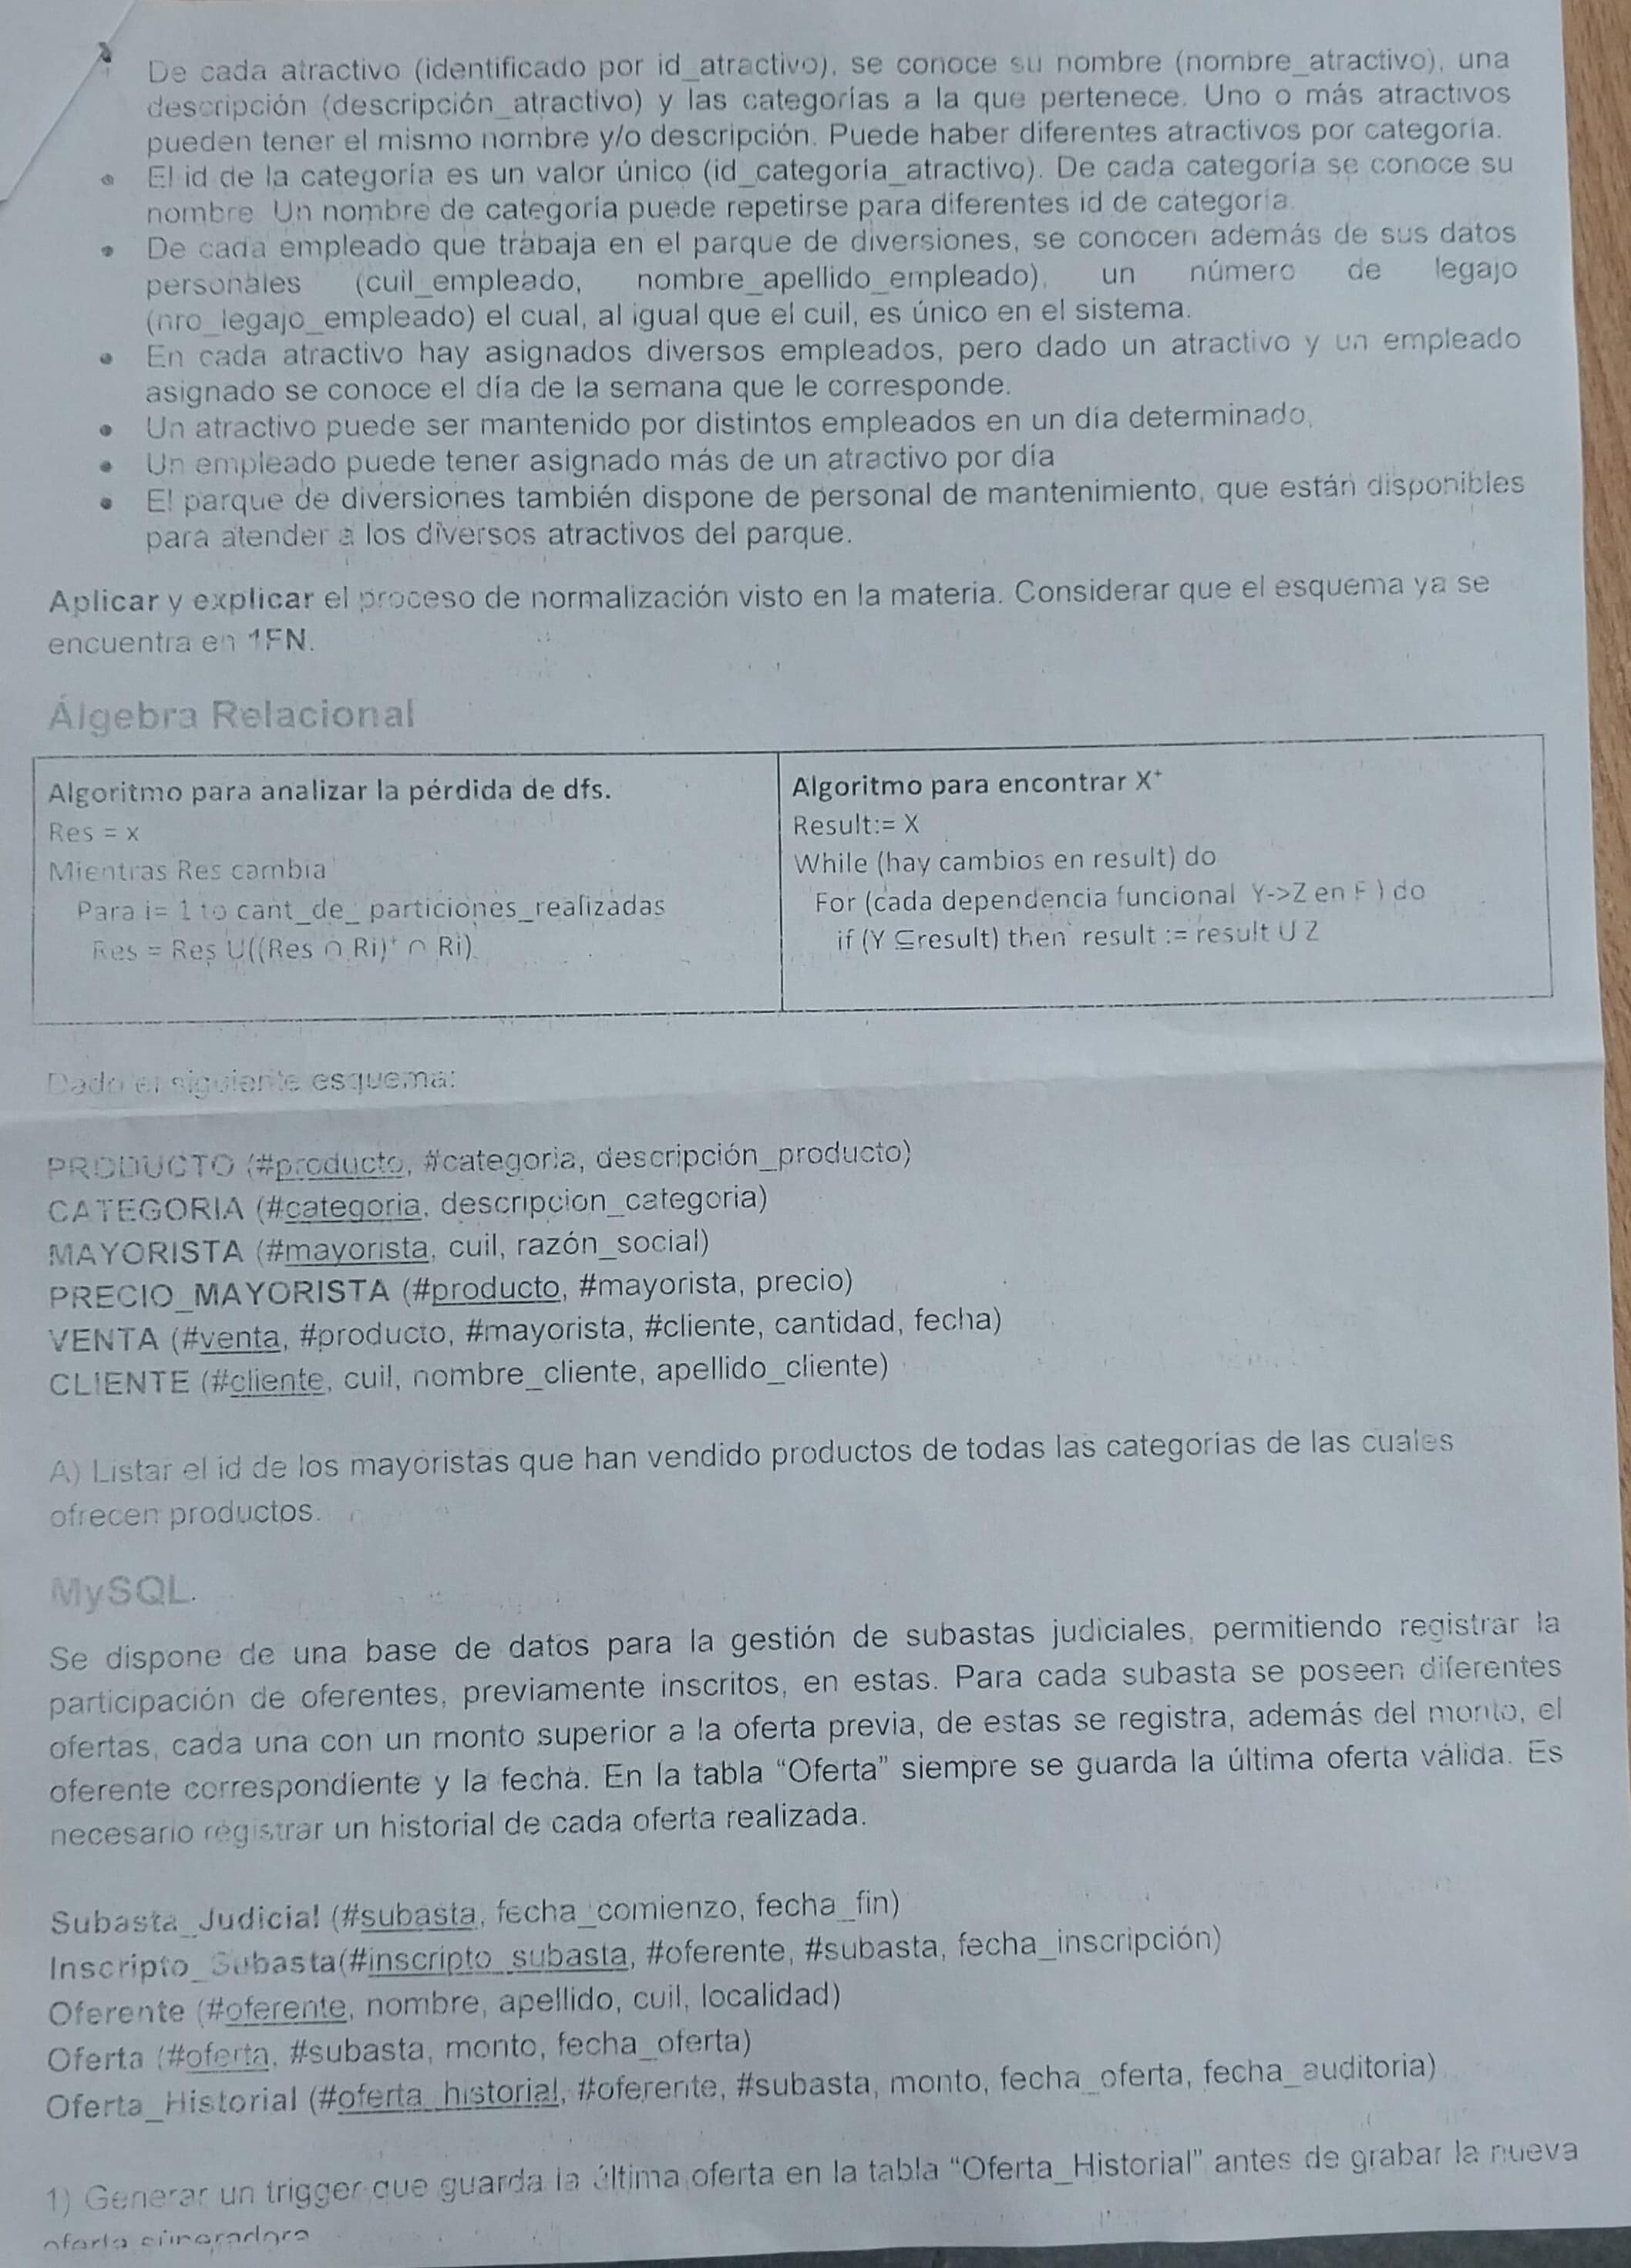 De cada atractivo (identificado por id_atractivo), se conoce su nombre (nombre_atractivo), una
descripción (descripción_atractivo) y las categorías a la que pertenece. Uno o más atractivos
pueden tener el mismo nombre y/o descripción. Puede haber diferentes atractivos por categoría.
• El id de la categoría es un valor único (id_categoría_atractivo). De cada categoría se conoce su
nombre. Un nombre de categoría puede repetirse para diferentes id de categoría.
• De cada empleado que trabaja en el parque de diversiones, se conocen además de sus datos
personales (cuil_empleado, nombre_apellido_empleado), un número de legajo
(nro_legajo_empleado) el cual, al igual que el cuil, es único en el sistema.
• En cada atractivo hay asignados diversos empleados, pero dado un atractivo y un empleado
asignado se conoce el día de la semana que le corresponde.
• Un atractivo puede ser mantenido por distintos empleados en un día determinado,
• Un empleado puede tener asignado más de un atractivo por día
• El parque de diversiones también dispone de personal de mantenimiento, que están disponibles
para atender a los diversos atractivos del parque.
Aplicar y explicar el proceso de normalización visto en la materia. Considerar que el esquema ya se
encuentra en 1FN.
Álgebra Relacional
Algoritmo para analizar la pérdida de dfs.
Res = x
Mientras Res cambia
Para i= 1 to cant_de_ particiones_realizadas
Res = Res U((Res ∩ Ri)⁺ ∩ Ri)
Algoritmo para encontrar X⁺
Result:= X
While (hay cambios en result) do
For (cada dependencia funcional Y->Z en F ) do
if (Y ⊆result) then result := result U Z
Dado el siguiente esquema:
PRODUCTO (#producto, #categoria, descripción_producto)
CATEGORIA (#categoria, descripcion_categoria)
MAYORISTA (#mayorista, cuil, razón_social)
PRECIO_MAYORISTA (#producto, #mayorista, precio)
VENTA (#venta, #producto, #mayorista, #cliente, cantidad, fecha)
CLIENTE (#cliente, cuil, nombre_cliente, apellido_cliente)
A) Listar el id de los mayoristas que han vendido productos de todas las categorías de las cuales
ofrecen productos.
MySQL.
Se dispone de una base de datos para la gestión de subastas judiciales, permitiendo registrar la
participación de oferentes, previamente inscritos, en estas. Para cada subasta se poseen diferentes
ofertas, cada una con un monto superior a la oferta previa, de estas se registra, además del monto, el
oferente correspondiente y la fecha. En la tabla “Oferta” siempre se guarda la última oferta válida. Es
necesario registrar un historial de cada oferta realizada.
Subasta_Judicial (#subasta, fecha_comienzo, fecha_fin)
Inscripto_Subasta(#inscripto_subasta, #oferente, #subasta, fecha_inscripción)
Oferente (#oferente, nombre, apellido, cuil, localidad)
Oferta (#oferta, #subasta, monto, fecha_oferta)
Oferta_Historial (#oferta_historial, #oferente, #subasta, monto, fecha_oferta, fecha_auditoria)
1) Generar un trigger que guarda la última oferta en la tabla “Oferta_Historial” antes de grabar la nueva
oferta superadora